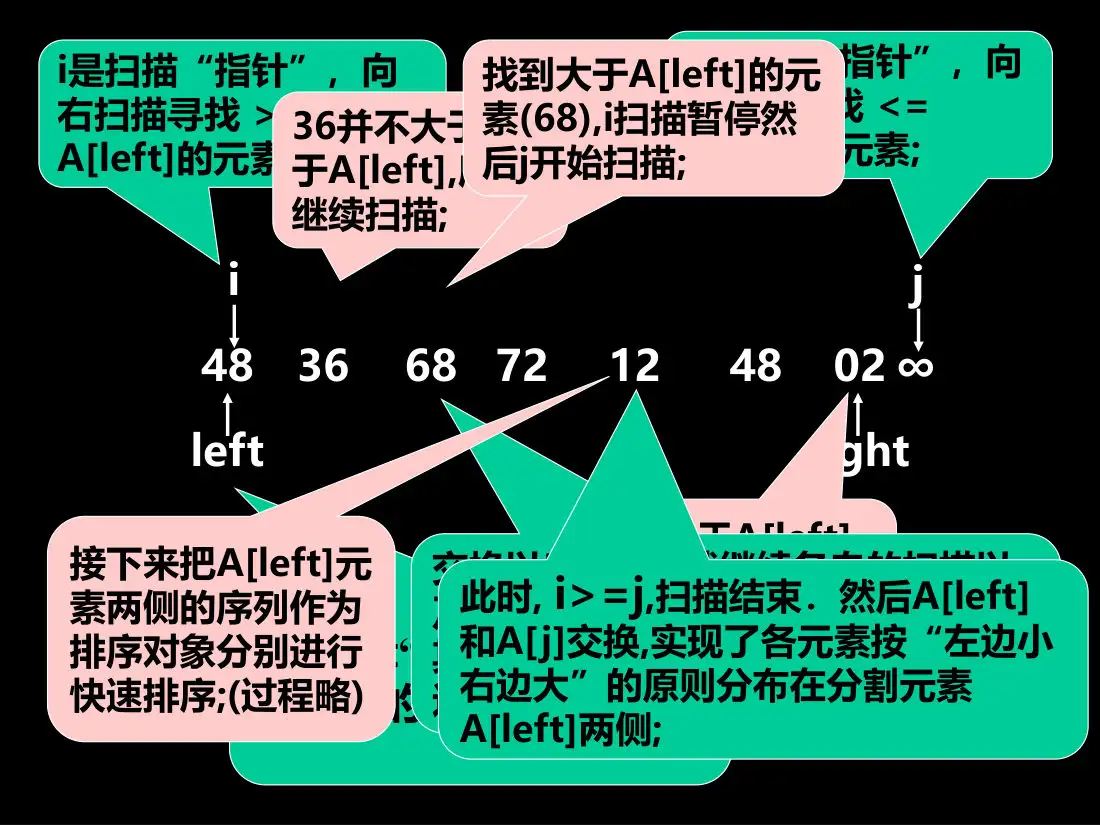 i是扫描“指针”，向
右扫描寻找 >
A[left]的元素
36并不大于
于A[left],
继续扫描;
找到大于A[left]的元
素(68),i扫描暂停然
后j开始扫描;
指针”，向
找 <=
元素;
i
j
48 36 68 72 12 48 02 ∞
left
ght
于A[left]
接下来把A[left]元
素两侧的序列作为
排序对象分别进行
快速排序;(过程略)
的
此时, i>=j,扫描结束．然后A[left]
和A[j]交换,实现了各元素按“左边小
右边大”的原则分布在分割元素
A[left]两侧;